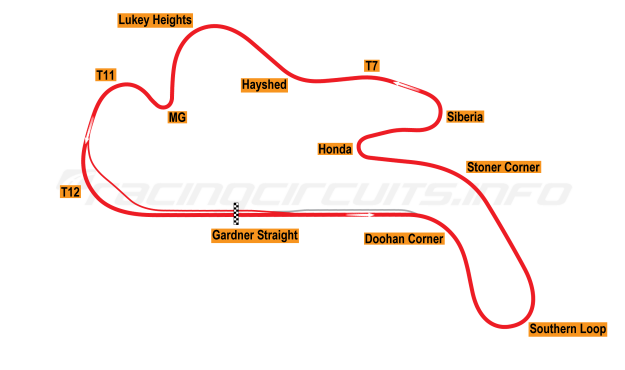 Lukey Heights
T11
T7
Hayshed
MG
Siberia
Honda
Stoner Corner
T12
RACINGCIRCUITS.INFO
Gardner Straight
Doohan Corner
Southern Loop